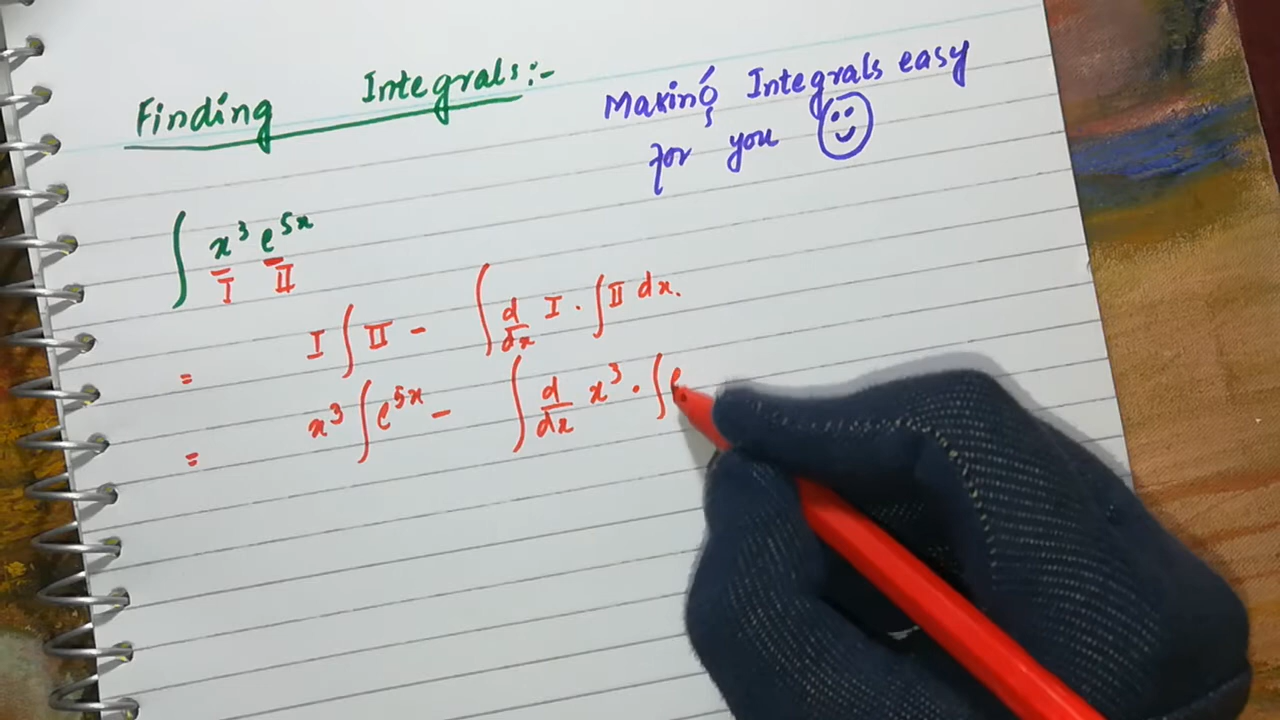 Finding Integrals:-
Making Integrals easy
for you
∫ x³ e⁵ˣ
I II
= I ∫ II - ∫ d/dx I · ∫ II dx.
= x³ ∫ e⁵ˣ - ∫ d/dx x³ · ∫ e